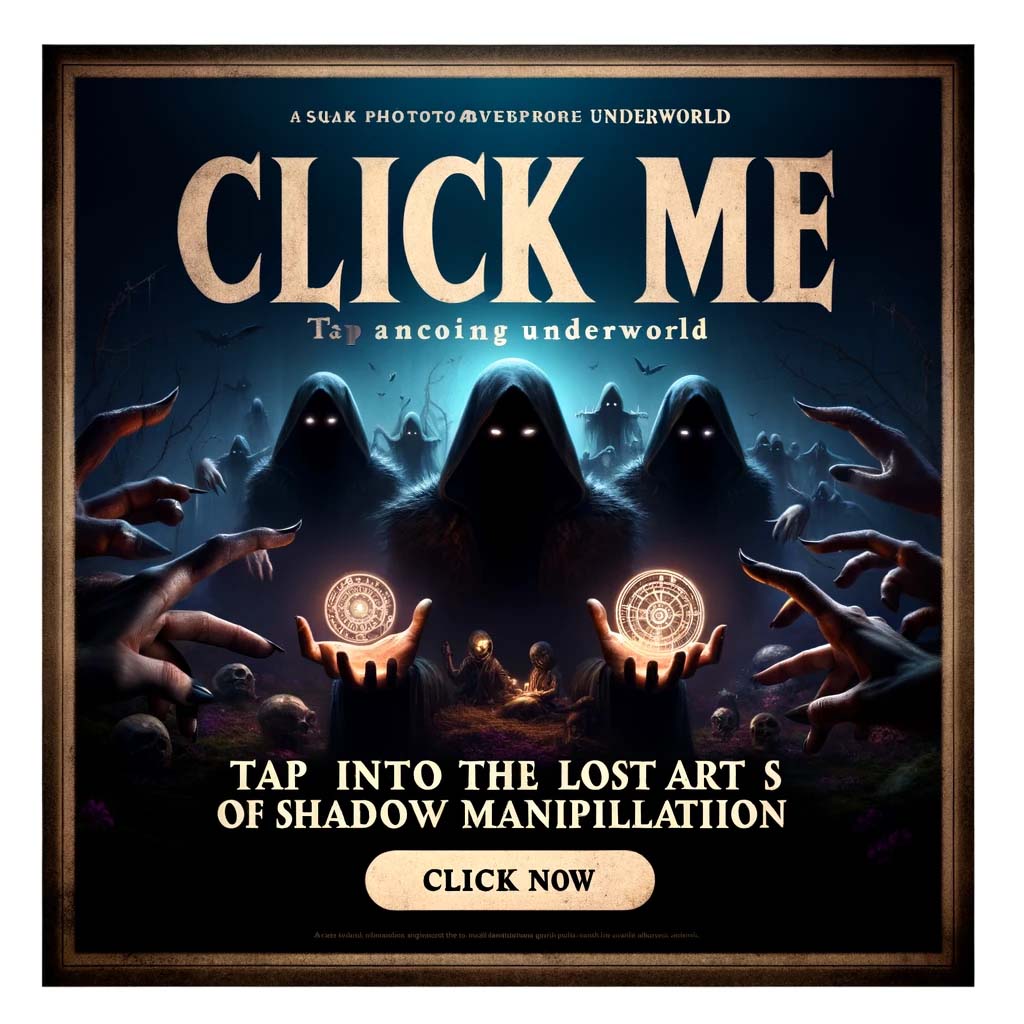 A SUAK PHOTOTO AVEBPRORE UNDERWORLD
CLICK ME
Tap ancoing underworld
TAP INTO THE LOST ART S
OF SHADOW MANIPILLATIION
CLICK NOW